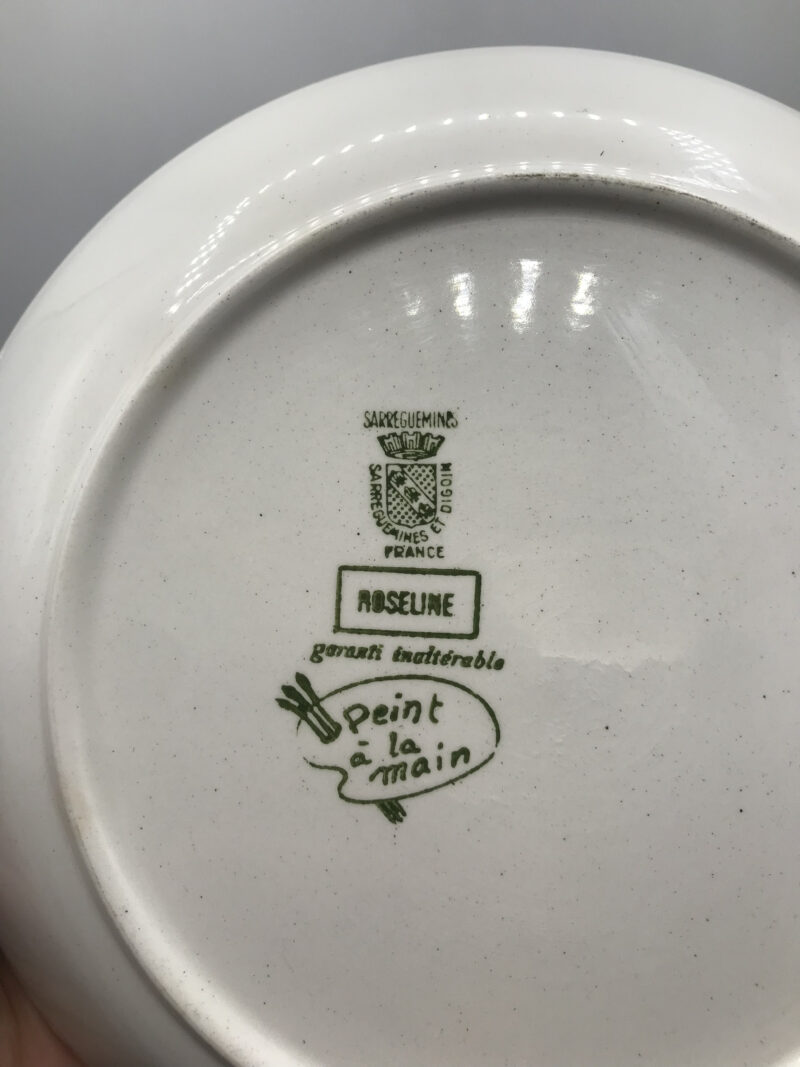 SARREGUEMINES
SARREGUEMINES ET DIGOIN
FRANCE
ROSELINE
garanti inaltérable
peint
à la
main